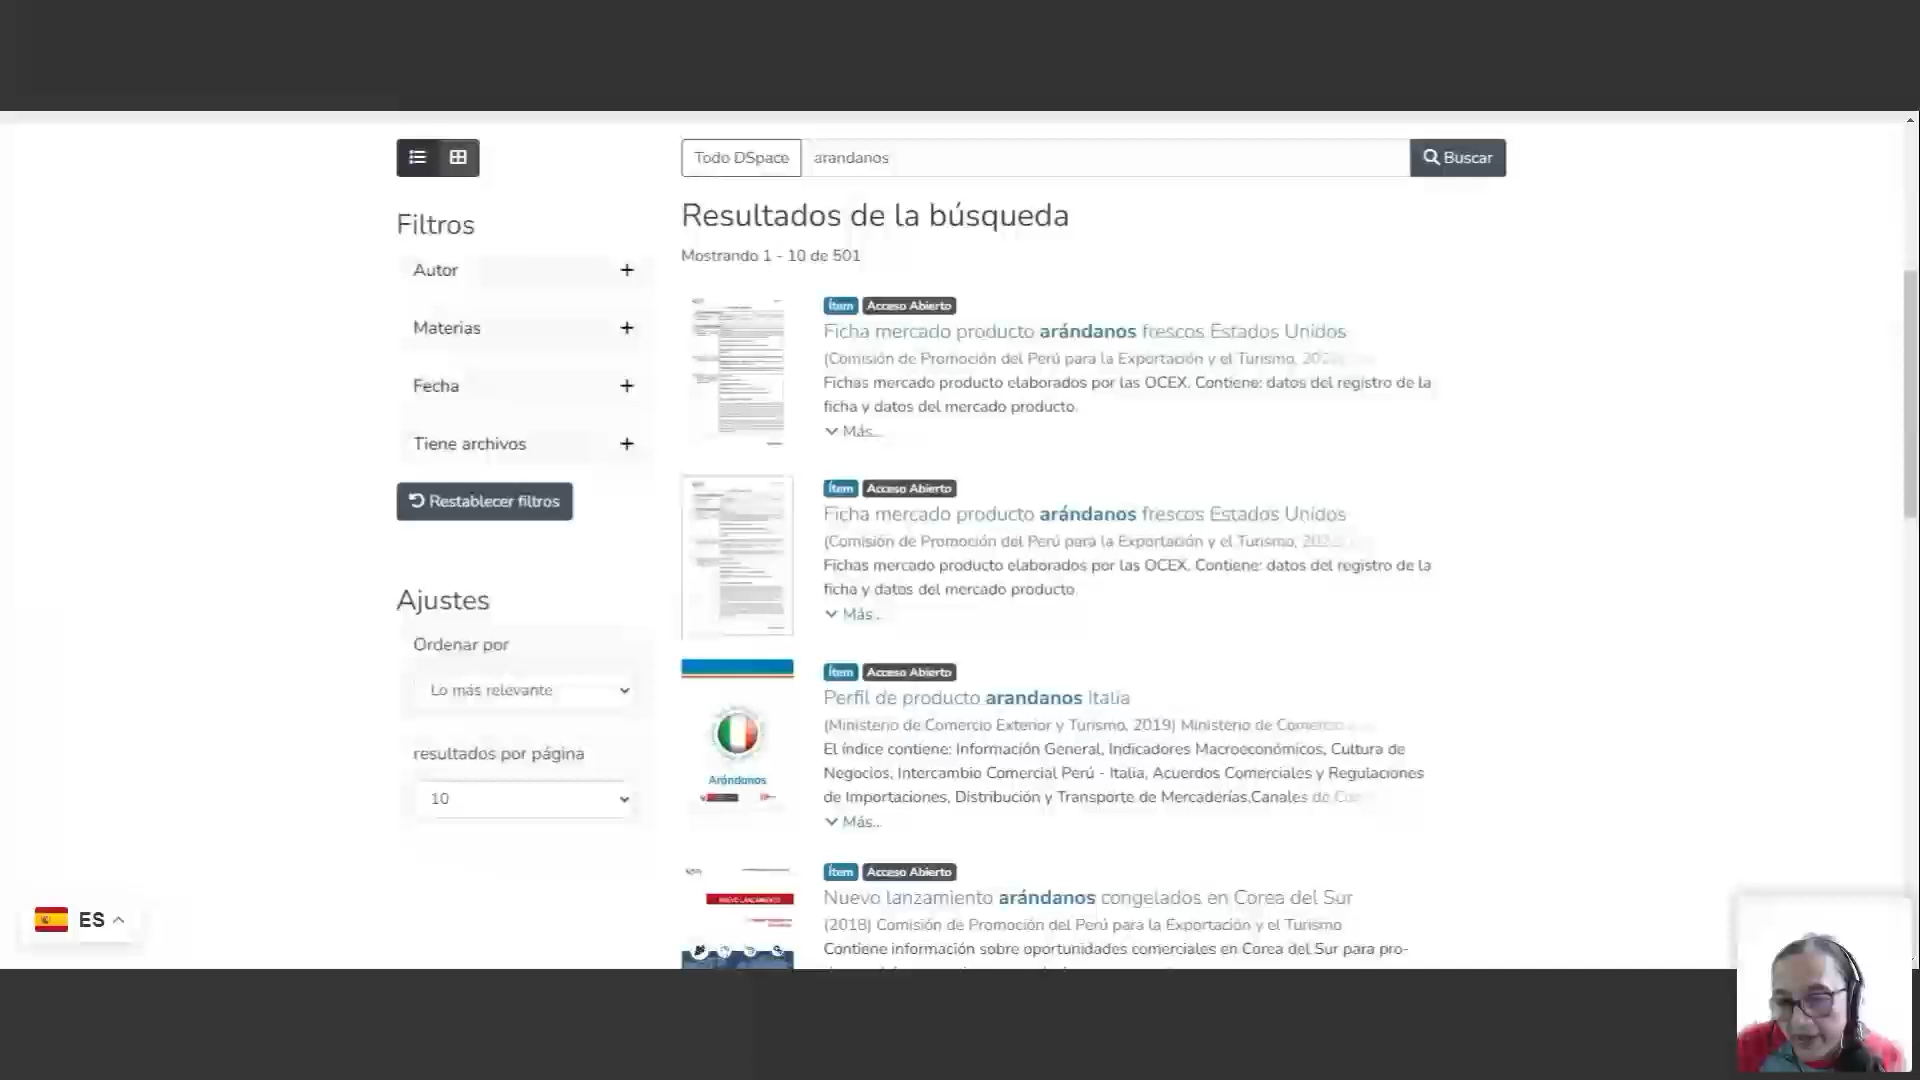 Todo DSpace
arandanos
Buscar
Filtros
Autor
Materias
Fecha
Tiene archivos
Restablecer filtros
Ajustes
Ordenar por
Lo más relevante
resultados por página
10
Resultados de la búsqueda
Mostrando 1 - 10 de 501
Ítem Acceso Abierto
Ficha mercado producto arándanos frescos Estados Unidos
(Comisión de Promoción del Perú para la Exportación y el Turismo,
Fichas mercado producto elaborados por las OCEX. Contiene: datos del registro de la
ficha y datos del mercado producto.
Más...
Ítem Acceso Abierto
Ficha mercado producto arándanos frescos Estados Unidos
(Comisión de Promoción del Perú para la Exportación y el Turismo,
Fichas mercado producto elaborados por las OCEX. Contiene: datos del registro de la
ficha y datos del mercado producto.
Más...
Arándanos
Ítem Acceso Abierto
Perfil de producto arandanos Italia
(Ministerio de Comercio Exterior y Turismo, 2019) Ministerio de Comercio
El índice contiene: Información General, Indicadores Macroeconómicos, Cultura de
Negocios, Intercambio Comercial Perú - Italia, Acuerdos Comerciales y Regulaciones
de Importaciones, Distribución y Transporte de Mercaderías,Canales de
Más...
NUEVO LANZAMIENTO
Ítem Acceso Abierto
Nuevo lanzamiento arándanos congelados en Corea del Sur
(2018) Comisión de Promoción del Perú para la Exportación y el Turismo
Contiene información sobre oportunidades comerciales en Corea del Sur para pro-
ES